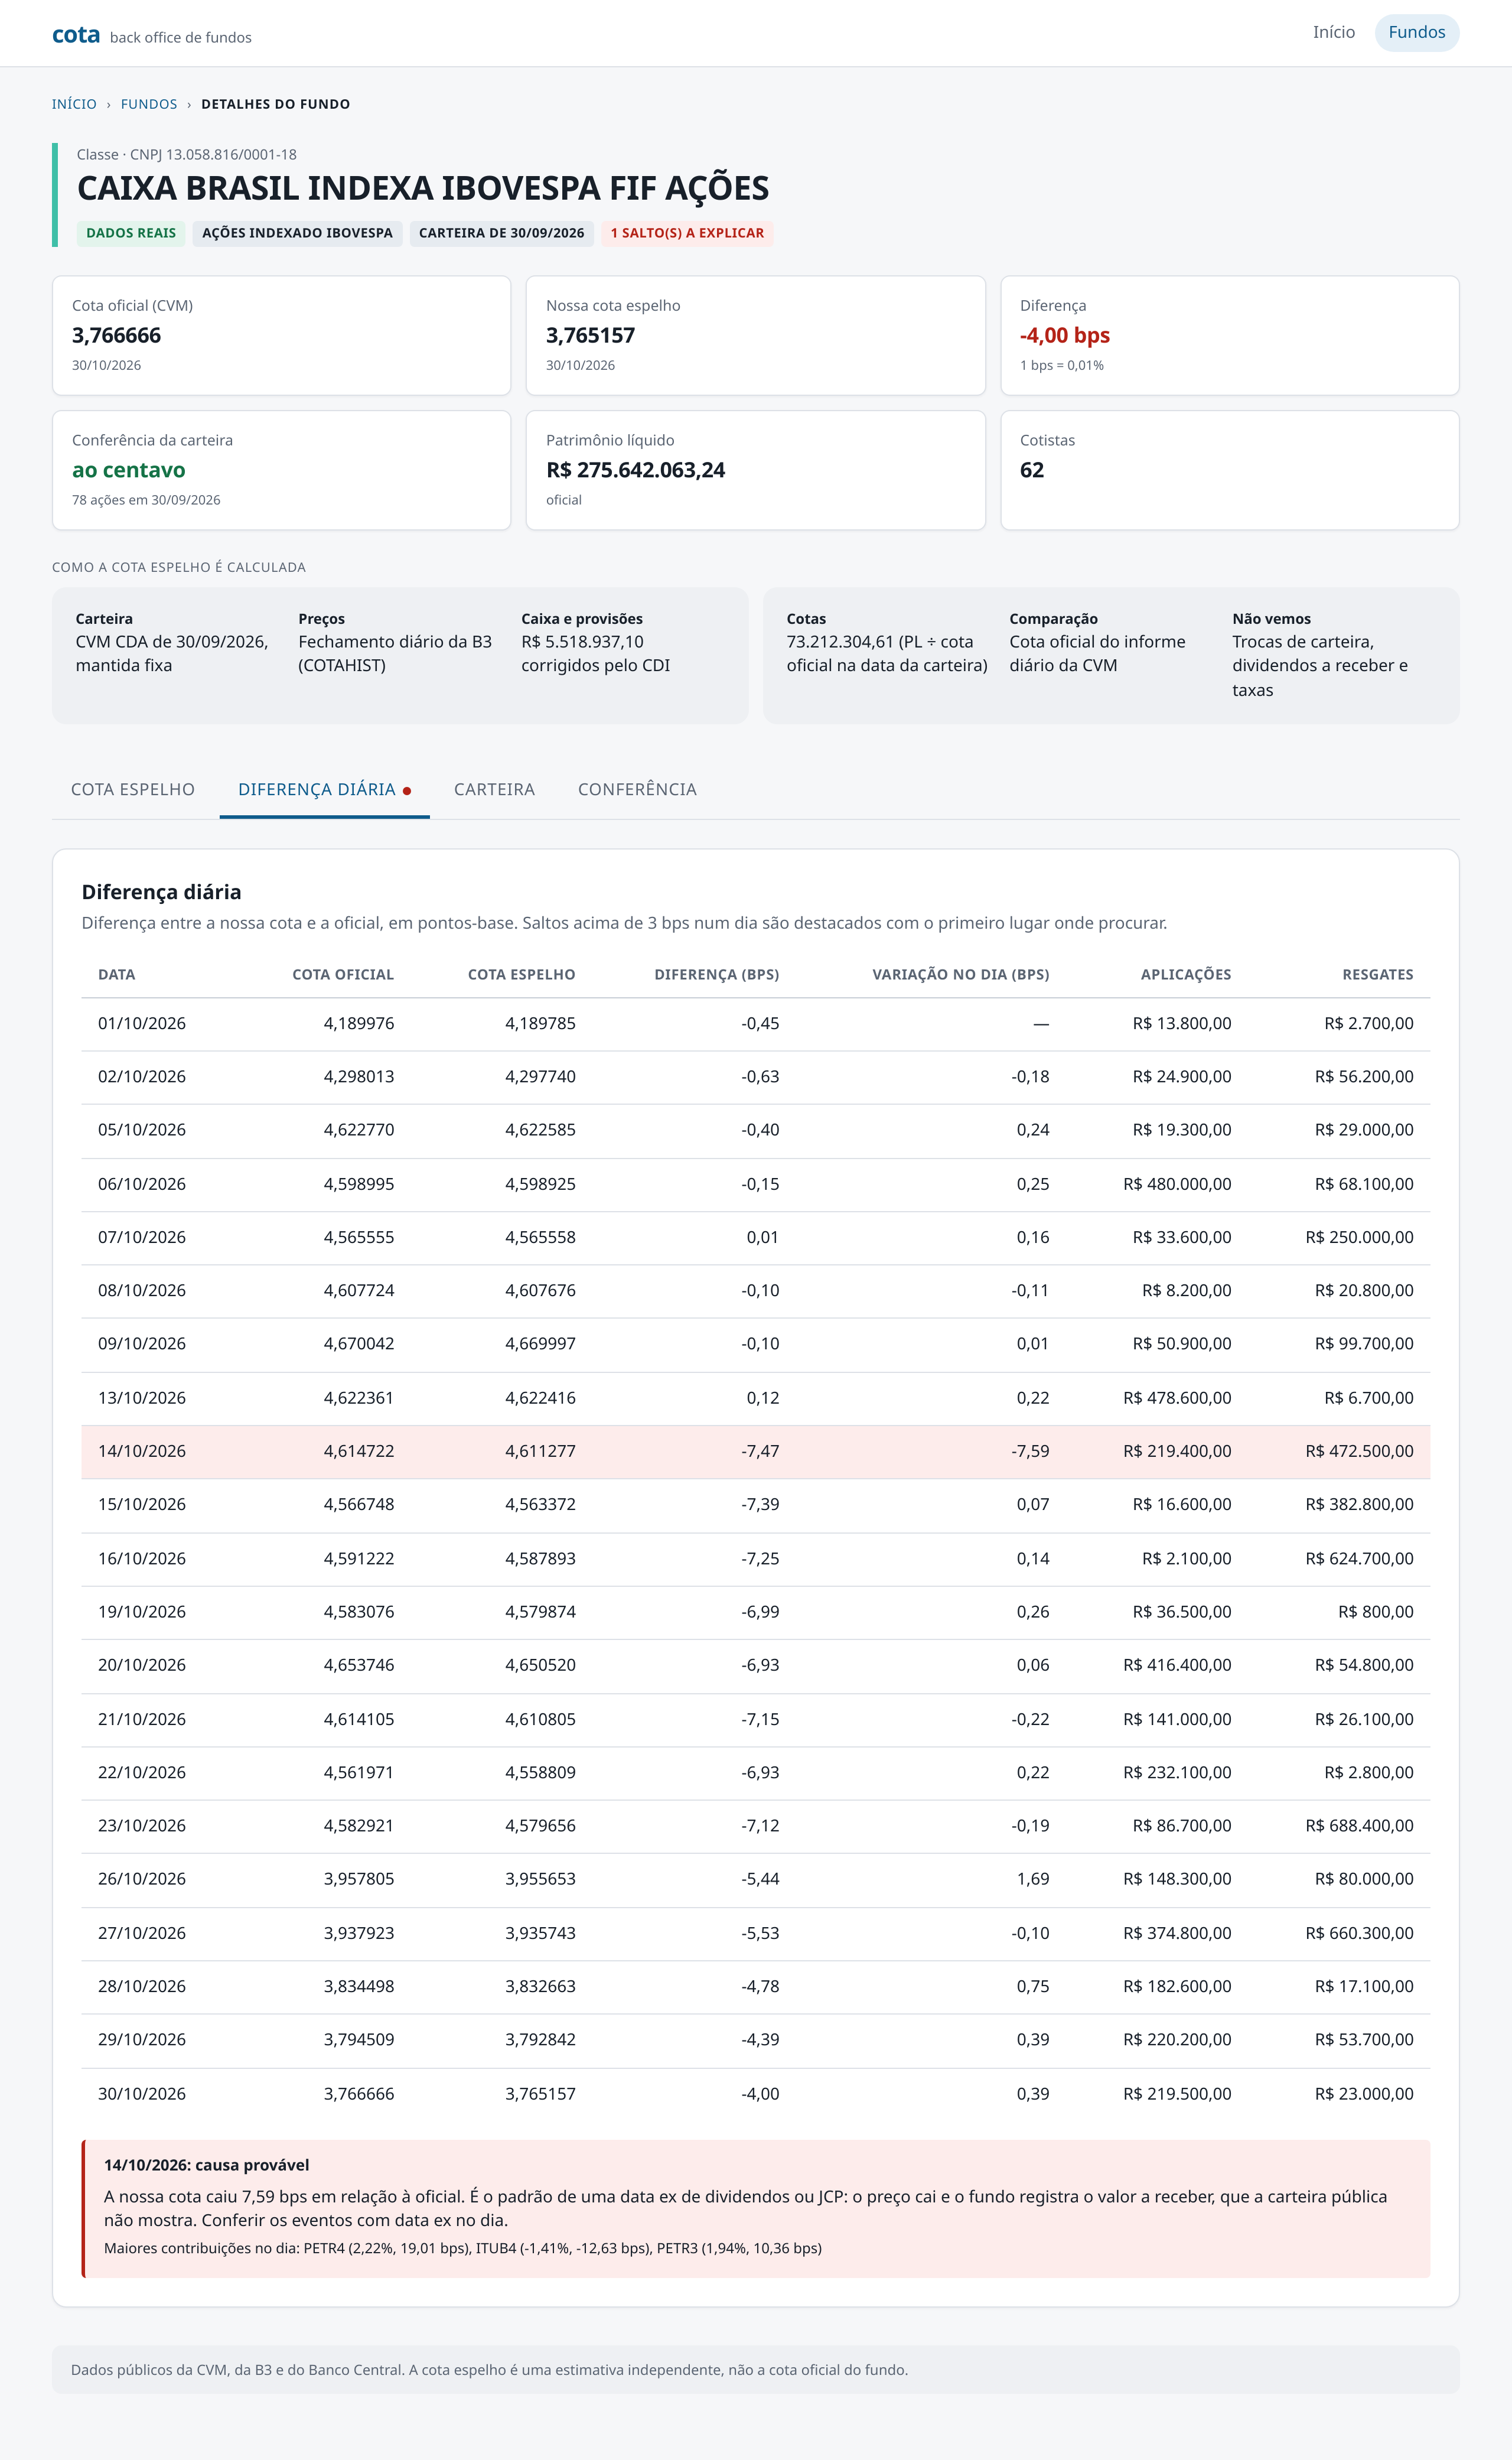 cota back office de fundos
Início Fundos
INÍCIO › FUNDOS › DETALHES DO FUNDO
Classe · CNPJ 13.058.816/0001-18
CAIXA BRASIL INDEXA IBOVESPA FIF AÇÕES
DADOS REAIS AÇÕES INDEXADO IBOVESPA CARTEIRA DE 30/09/2026 1 SALTO(S) A EXPLICAR
Cota oficial (CVM)
3,766666
30/10/2026
Nossa cota espelho
3,765157
30/10/2026
Diferença
-4,00 bps
1 bps = 0,01%
Conferência da carteira
ao centavo
78 ações em 30/09/2026
Patrimônio líquido
R$ 275.642.063,24
oficial
Cotistas
62
COMO A COTA ESPELHO É CALCULADA
Carteira
CVM CDA de 30/09/2026,
mantida fixa
Preços
Fechamento diário da B3
(COTAHIST)
Caixa e provisões
R$ 5.518.937,10
corrigidos pelo CDI
Cotas
73.212.304,61 (PL ÷ cota
oficial na data da carteira)
Comparação
Cota oficial do informe
diário da CVM
Não vemos
Trocas de carteira,
dividendos a receber e
taxas
COTA ESPELHO DIFERENÇA DIÁRIA CARTEIRA CONFERÊNCIA
Diferença diária
Diferença entre a nossa cota e a oficial, em pontos-base. Saltos acima de 3 bps num dia são destacados com o primeiro lugar onde procurar.
DATA COTA OFICIAL COTA ESPELHO DIFERENÇA (BPS) VARIAÇÃO NO DIA (BPS) APLICAÇÕES RESGATES
01/10/2026 4,189976 4,189785 -0,45 — R$ 13.800,00 R$ 2.700,00
02/10/2026 4,298013 4,297740 -0,63 -0,18 R$ 24.900,00 R$ 56.200,00
05/10/2026 4,622770 4,622585 -0,40 0,24 R$ 19.300,00 R$ 29.000,00
06/10/2026 4,598995 4,598925 -0,15 0,25 R$ 480.000,00 R$ 68.100,00
07/10/2026 4,565555 4,565558 0,01 0,16 R$ 33.600,00 R$ 250.000,00
08/10/2026 4,607724 4,607676 -0,10 -0,11 R$ 8.200,00 R$ 20.800,00
09/10/2026 4,670042 4,669997 -0,10 0,01 R$ 50.900,00 R$ 99.700,00
13/10/2026 4,622361 4,622416 0,12 0,22 R$ 478.600,00 R$ 6.700,00
14/10/2026 4,614722 4,611277 -7,47 -7,59 R$ 219.400,00 R$ 472.500,00
15/10/2026 4,566748 4,563372 -7,39 0,07 R$ 16.600,00 R$ 382.800,00
16/10/2026 4,591222 4,587893 -7,25 0,14 R$ 2.100,00 R$ 624.700,00
19/10/2026 4,583076 4,579874 -6,99 0,26 R$ 36.500,00 R$ 800,00
20/10/2026 4,653746 4,650520 -6,93 0,06 R$ 416.400,00 R$ 54.800,00
21/10/2026 4,614105 4,610805 -7,15 -0,22 R$ 141.000,00 R$ 26.100,00
22/10/2026 4,561971 4,558809 -6,93 0,22 R$ 232.100,00 R$ 2.800,00
23/10/2026 4,582921 4,579656 -7,12 -0,19 R$ 86.700,00 R$ 688.400,00
26/10/2026 3,957805 3,955653 -5,44 1,69 R$ 148.300,00 R$ 80.000,00
27/10/2026 3,937923 3,935743 -5,53 -0,10 R$ 374.800,00 R$ 660.300,00
28/10/2026 3,834498 3,832663 -4,78 0,75 R$ 182.600,00 R$ 17.100,00
29/10/2026 3,794509 3,792842 -4,39 0,39 R$ 220.200,00 R$ 53.700,00
30/10/2026 3,766666 3,765157 -4,00 0,39 R$ 219.500,00 R$ 23.000,00
14/10/2026: causa provável
A nossa cota caiu 7,59 bps em relação à oficial. É o padrão de uma data ex de dividendos ou JCP: o preço cai e o fundo registra o valor a receber, que a carteira pública
não mostra. Conferir os eventos com data ex no dia.
Maiores contribuições no dia: PETR4 (2,22%, 19,01 bps), ITUB4 (-1,41%, -12,63 bps), PETR3 (1,94%, 10,36 bps)
Dados públicos da CVM, da B3 e do Banco Central. A cota espelho é uma estimativa independente, não a cota oficial do fundo.